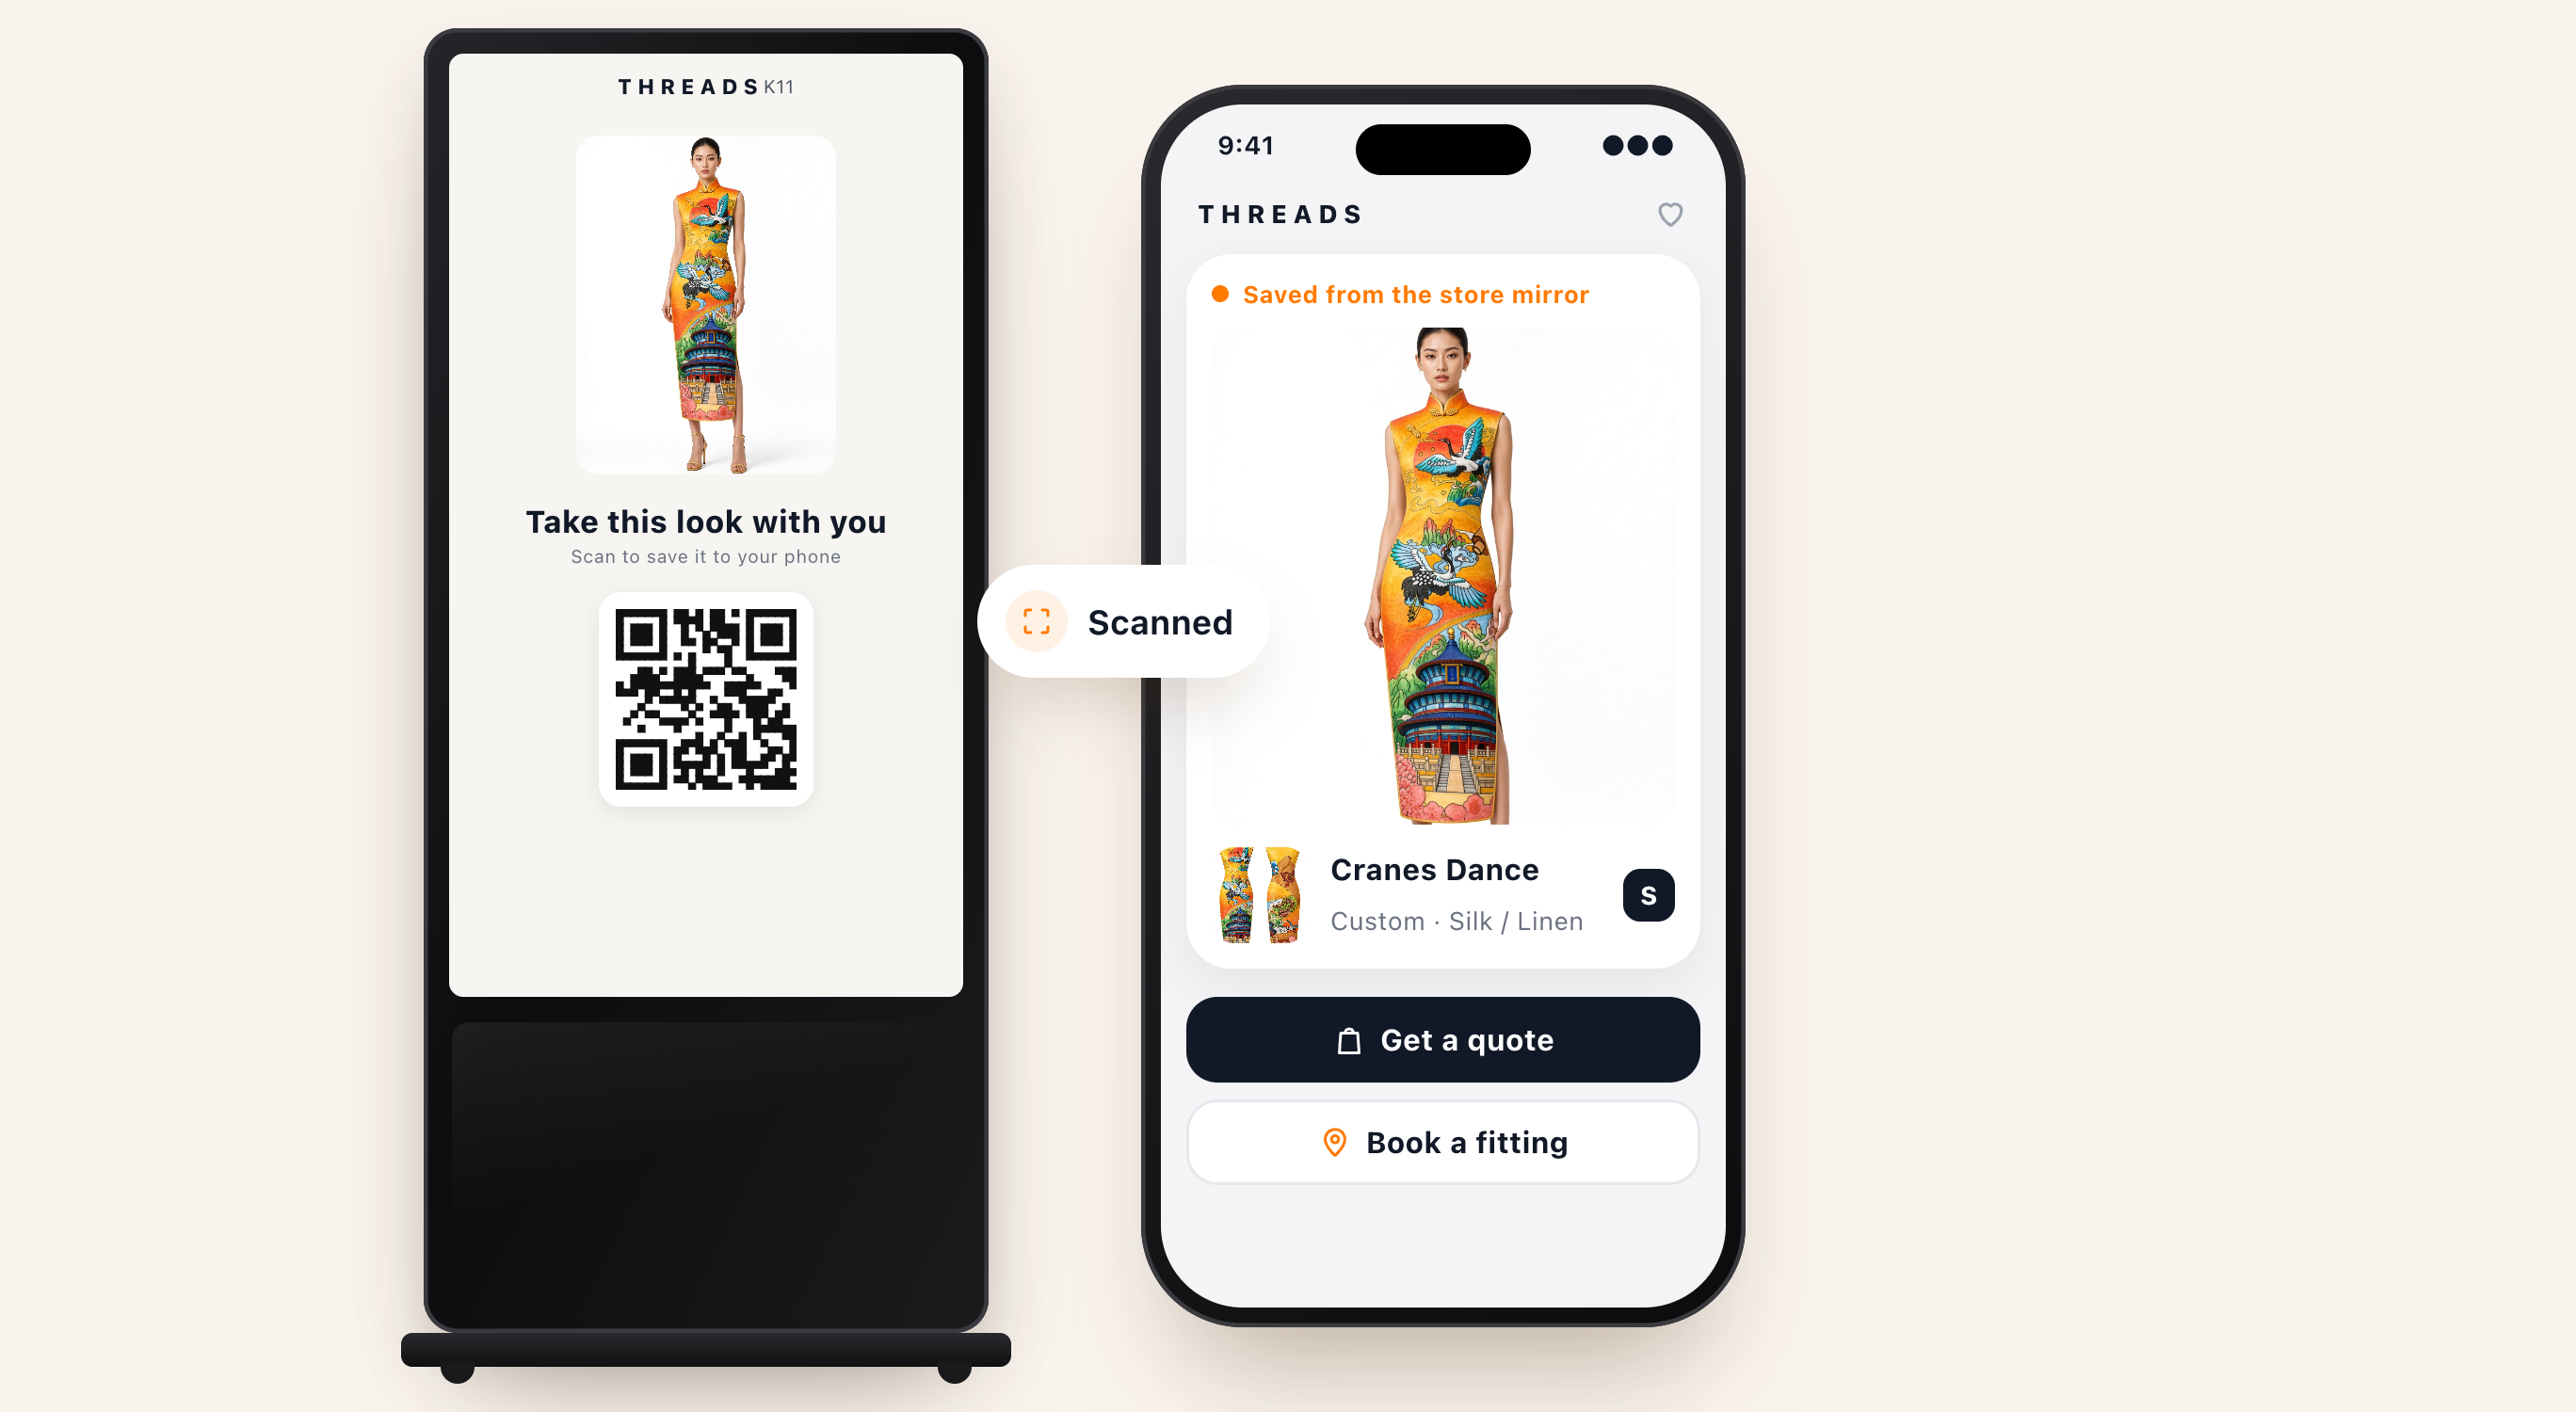 THREADS K11
Take this look with you
Scan to save it to your phone
Scanned
9:41
THREADS
Saved from the store mirror
Cranes Dance
Custom · Silk / Linen
S
Get a quote
Book a fitting